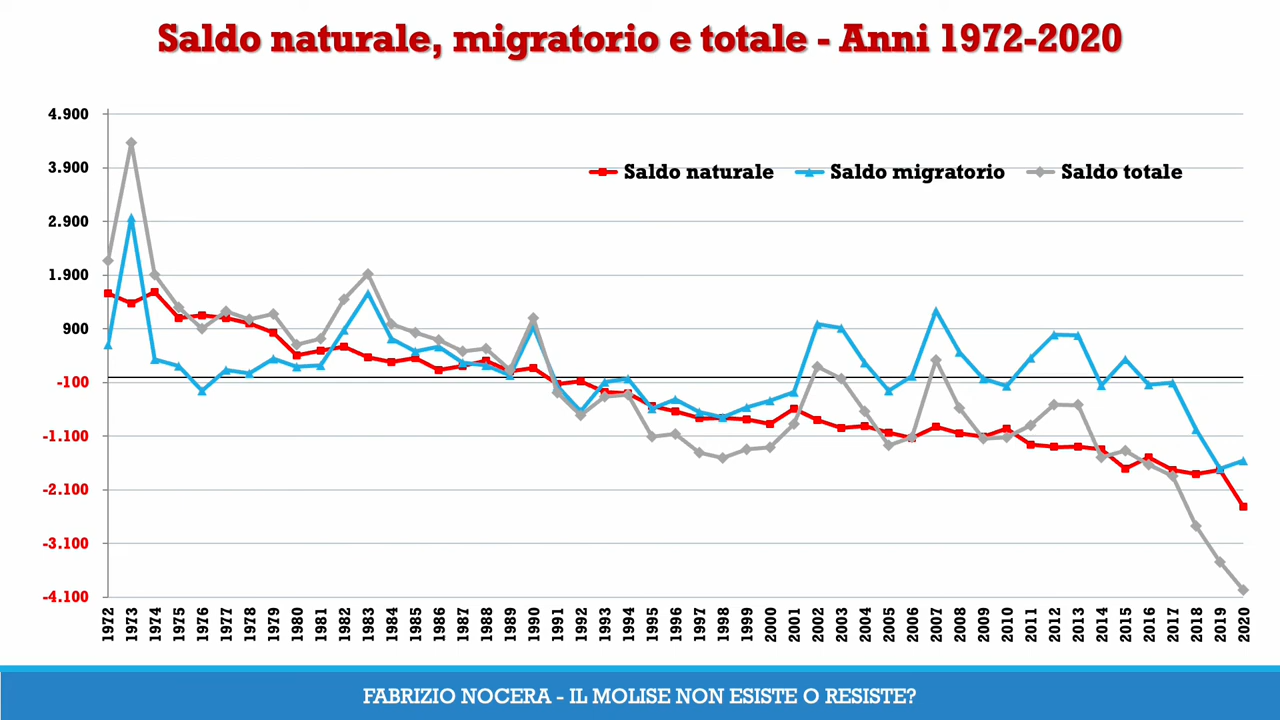 Saldo naturale, migratorio e totale - Anni 1972-2020
4.900
3.900
Saldo naturale Saldo migratorio Saldo totale
2.900
1.900
900
-100
-1.100
-2.100
-3.100
-4.100
1972 1973 1974 1975 1976 1977 1978 1979 1980 1981 1982 1983 1984 1985 1986 1987 1988 1989 1990 1991 1992 1993 1994 1995 1996 1997 1998 1999 2000 2001 2002 2003 2004 2005 2006 2007 2008 2009 2010 2011 2012 2013 2014 2015 2016 2017 2018 2019 2020
FABRIZIO NOCERA - IL MOLISE NON ESISTE O RESISTE?